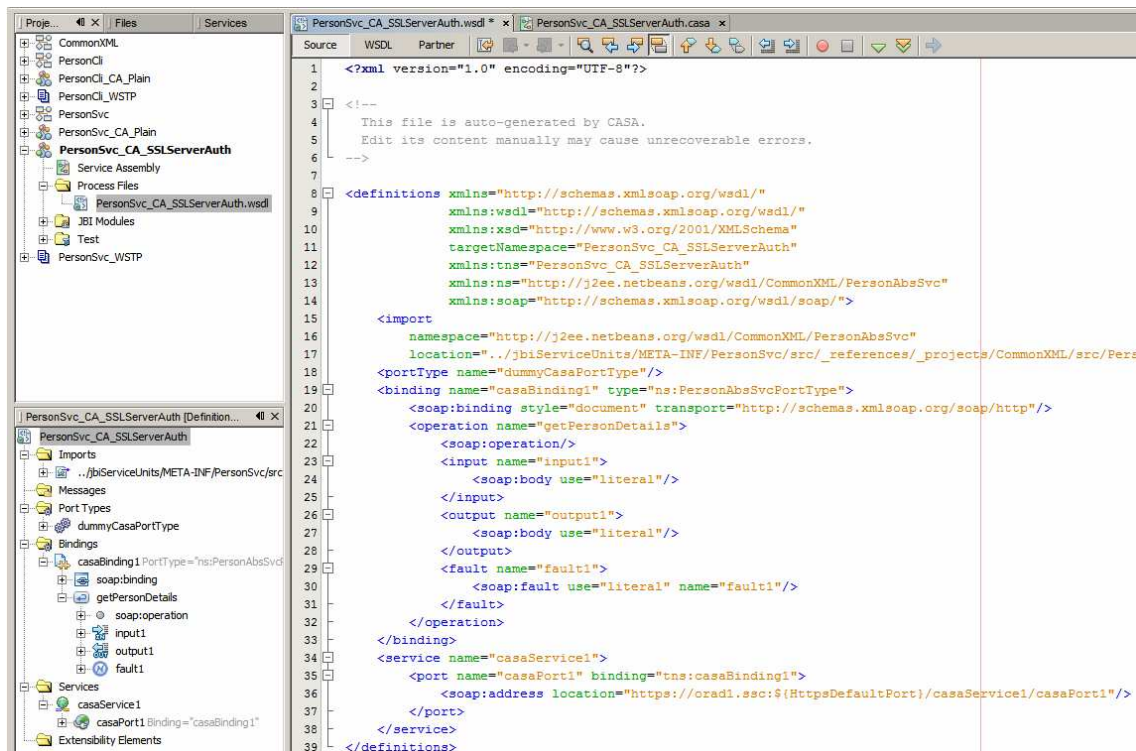 Proje...
Files
Services
CommonXML
PersonCli
PersonCli_CA_Plain
PersonCli_WSTP
PersonSvc
PersonSvc_CA_Plain
PersonSvc_CA_SSLServerAuth
Service Assembly
Process Files
PersonSvc_CA_SSLServerAuth.wsdl
JBI Modules
Test
PersonSvc_WSTP
PersonSvc_CA_SSLServerAuth [Definition...
PersonSvc_CA_SSLServerAuth
Imports
../jbiServiceUnits/META-INF/PersonSvc/src
Messages
Port Types
dummyCasaPortType
Bindings
casaBinding1 PortType="ns:PersonAbsSvcP
soap:binding
getPersonDetails
soap:operation
input1
output1
fault1
Services
casaService1
casaPort1 Binding="casaBinding1"
Extensibility Elements
PersonSvc_CA_SSLServerAuth.wsdl * x PersonSvc_CA_SSLServerAuth.casa x
Source WSDL Partner
1 <?xml version="1.0" encoding="UTF-8"?>
2
3 <!--
4 This file is auto-generated by CASA.
5 Edit its content manually may cause unrecoverable errors.
6 -->
7
8 <definitions xmlns="http://schemas.xmlsoap.org/wsdl/"
9 xmlns:wsdl="http://schemas.xmlsoap.org/wsdl/"
10 xmlns:xsd="http://www.w3.org/2001/XMLSchema"
11 targetNamespace="PersonSvc_CA_SSLServerAuth"
12 xmlns:tns="PersonSvc_CA_SSLServerAuth"
13 xmlns:ns="http://j2ee.netbeans.org/wsdl/CommonXML/PersonAbsSvc"
14 xmlns:soap="http://schemas.xmlsoap.org/wsdl/soap/">
15 <import
16 namespace="http://j2ee.netbeans.org/wsdl/CommonXML/PersonAbsSvc"
17 location="../jbiServiceUnits/META-INF/PersonSvc/src/_references/_projects/CommonXML/src/Pers
18 <portType name="dummyCasaPortType"/>
19 <binding name="casaBinding1" type="ns:PersonAbsSvcPortType">
20 <soap:binding style="document" transport="http://schemas.xmlsoap.org/soap/http"/>
21 <operation name="getPersonDetails">
22 <soap:operation/>
23 <input name="input1">
24 <soap:body use="literal"/>
25 </input>
26 <output name="output1">
27 <soap:body use="literal"/>
28 </output>
29 <fault name="fault1">
30 <soap:fault use="literal" name="fault1"/>
31 </fault>
32 </operation>
33 </binding>
34 <service name="casaService1">
35 <port name="casaPort1" binding="tns:casaBinding1">
36 <soap:address location="https://orad1.ssc:${HttpsDefaultPort}/casaService1/casaPort1"/>
37 </port>
38 </service>
39 </definitions>